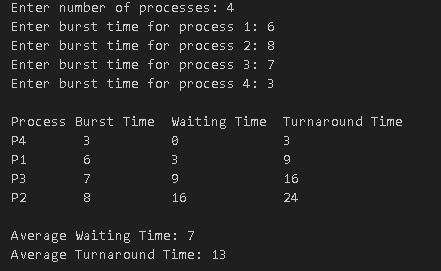 Enter number of processes: 4
Enter burst time for process 1: 6
Enter burst time for process 2: 8
Enter burst time for process 3: 7
Enter burst time for process 4: 3
Process Burst Time Waiting Time Turnaround Time
P4 3 0 3
P1 6 3 9
P3 7 9 16
P2 8 16 24
Average Waiting Time: 7
Average Turnaround Time: 13